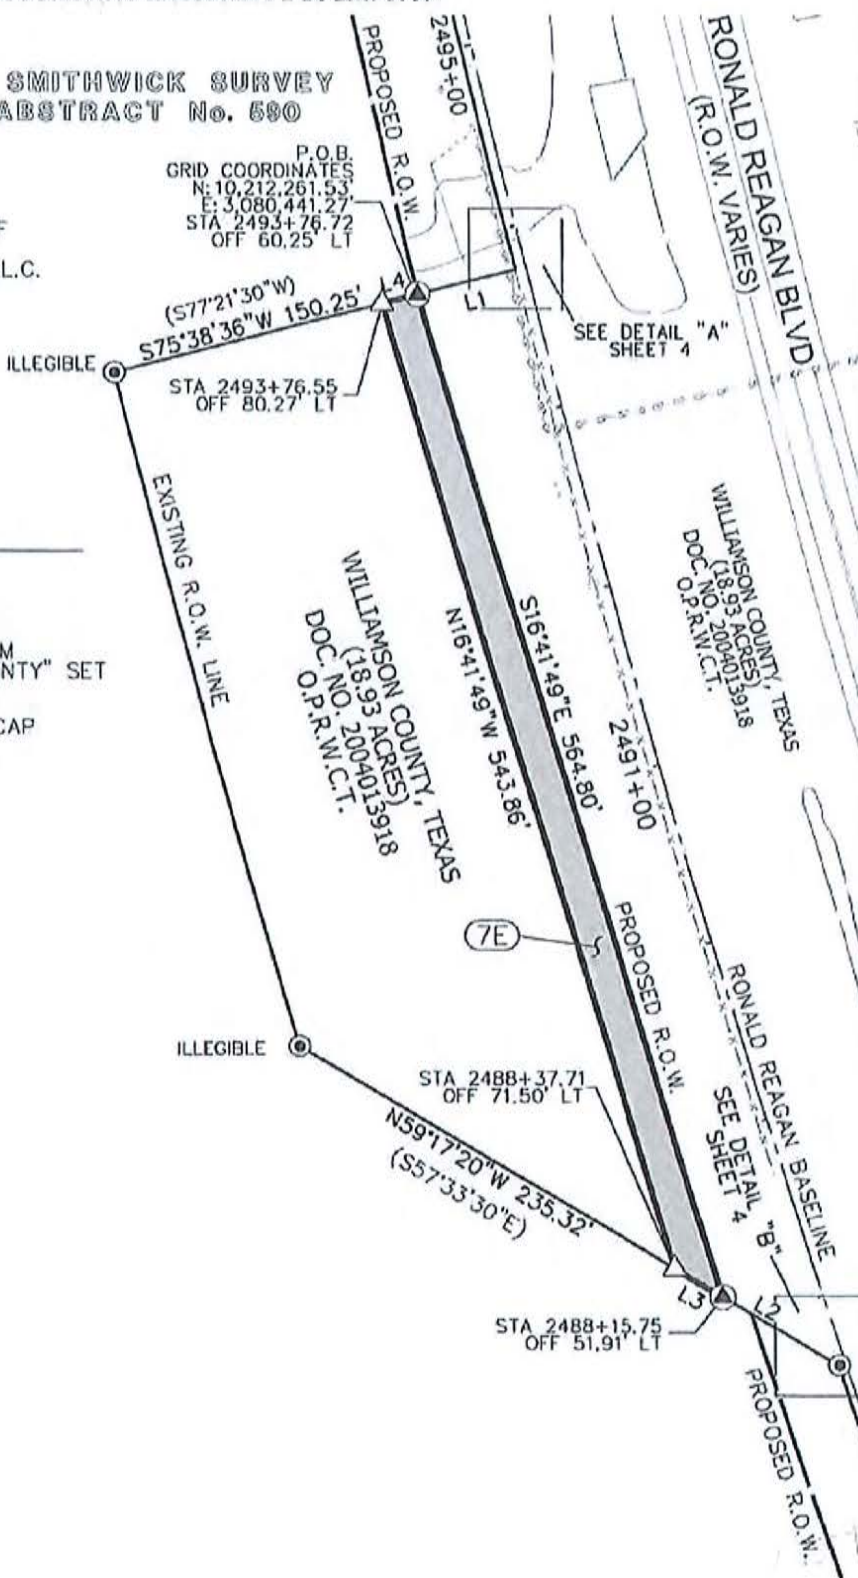 SMITHWICK SURVEY
ABSTRACT No. 590
P.O.B.
GRID COORDINATES
N: 10,212,261.53'
E: 3,080,441.27'
STA 2493+76.72
OFF 60.25' LT
PROPOSED R.O.W.
2495+00
RONALD REAGAN BLVD.
(R.O.W. VARIES)
L.C.
(S77°21'30"W)
S75°38'36"W 150.25'
L4
L1
SEE DETAIL "A"
SHEET 4
ILLEGIBLE
STA 2493+76.55
OFF 80.27' LT
EXISTING R.O.W. LINE
WILLIAMSON COUNTY, TEXAS
(18.93 ACRES)
DOC. NO. 2004013918
O.P.R.W.C.T.
WILLIAMSON COUNTY, TEXAS
(18.93 ACRES)
DOC. NO. 2004013918
O.P.R.W.C.T.
M
NTY" SET
CAP
N16°41'49"W 543.86'
S16°41'49"E 564.80'
2491+00
7E
PROPOSED R.O.W.
RONALD REAGAN BASELINE
ILLEGIBLE
STA 2488+37.71
OFF 71.50' LT
SEE DETAIL "B"
SHEET 4
N59°17'20"W 235.32'
(S57°33'30"E)
L3
L2
STA 2488+15.75
OFF 51.91' LT
PROPOSED R.O.W.